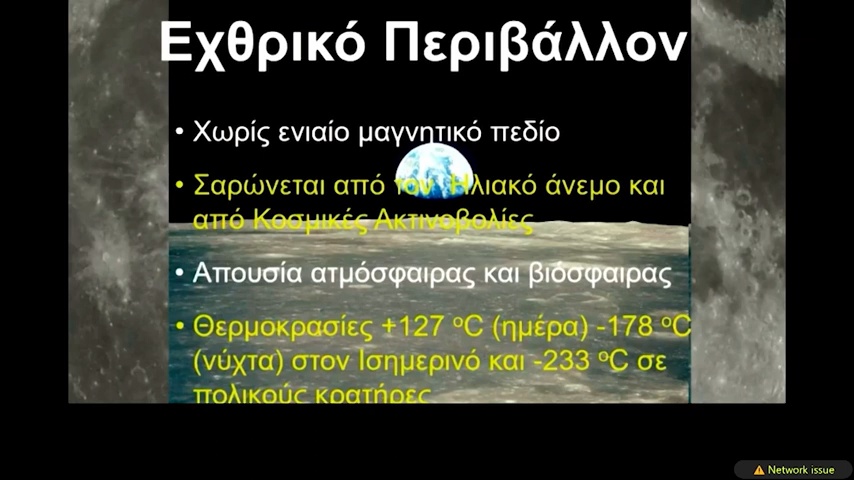 Εχθρικό Περιβάλλον
• Χωρίς ενιαίο μαγνητικό πεδίο
• Σαρώνεται από τον Ηλιακό άνεμο και
από Κοσμικές Ακτινοβολίες
• Απουσία ατμόσφαιρας και βιόσφαιρας
• Θερμοκρασίες +127 ºC (ημέρα) -178 ºC
(νύχτα) στον Ισημερινό και -233 ºC σε
πολικούς κρατήρες
Network issue